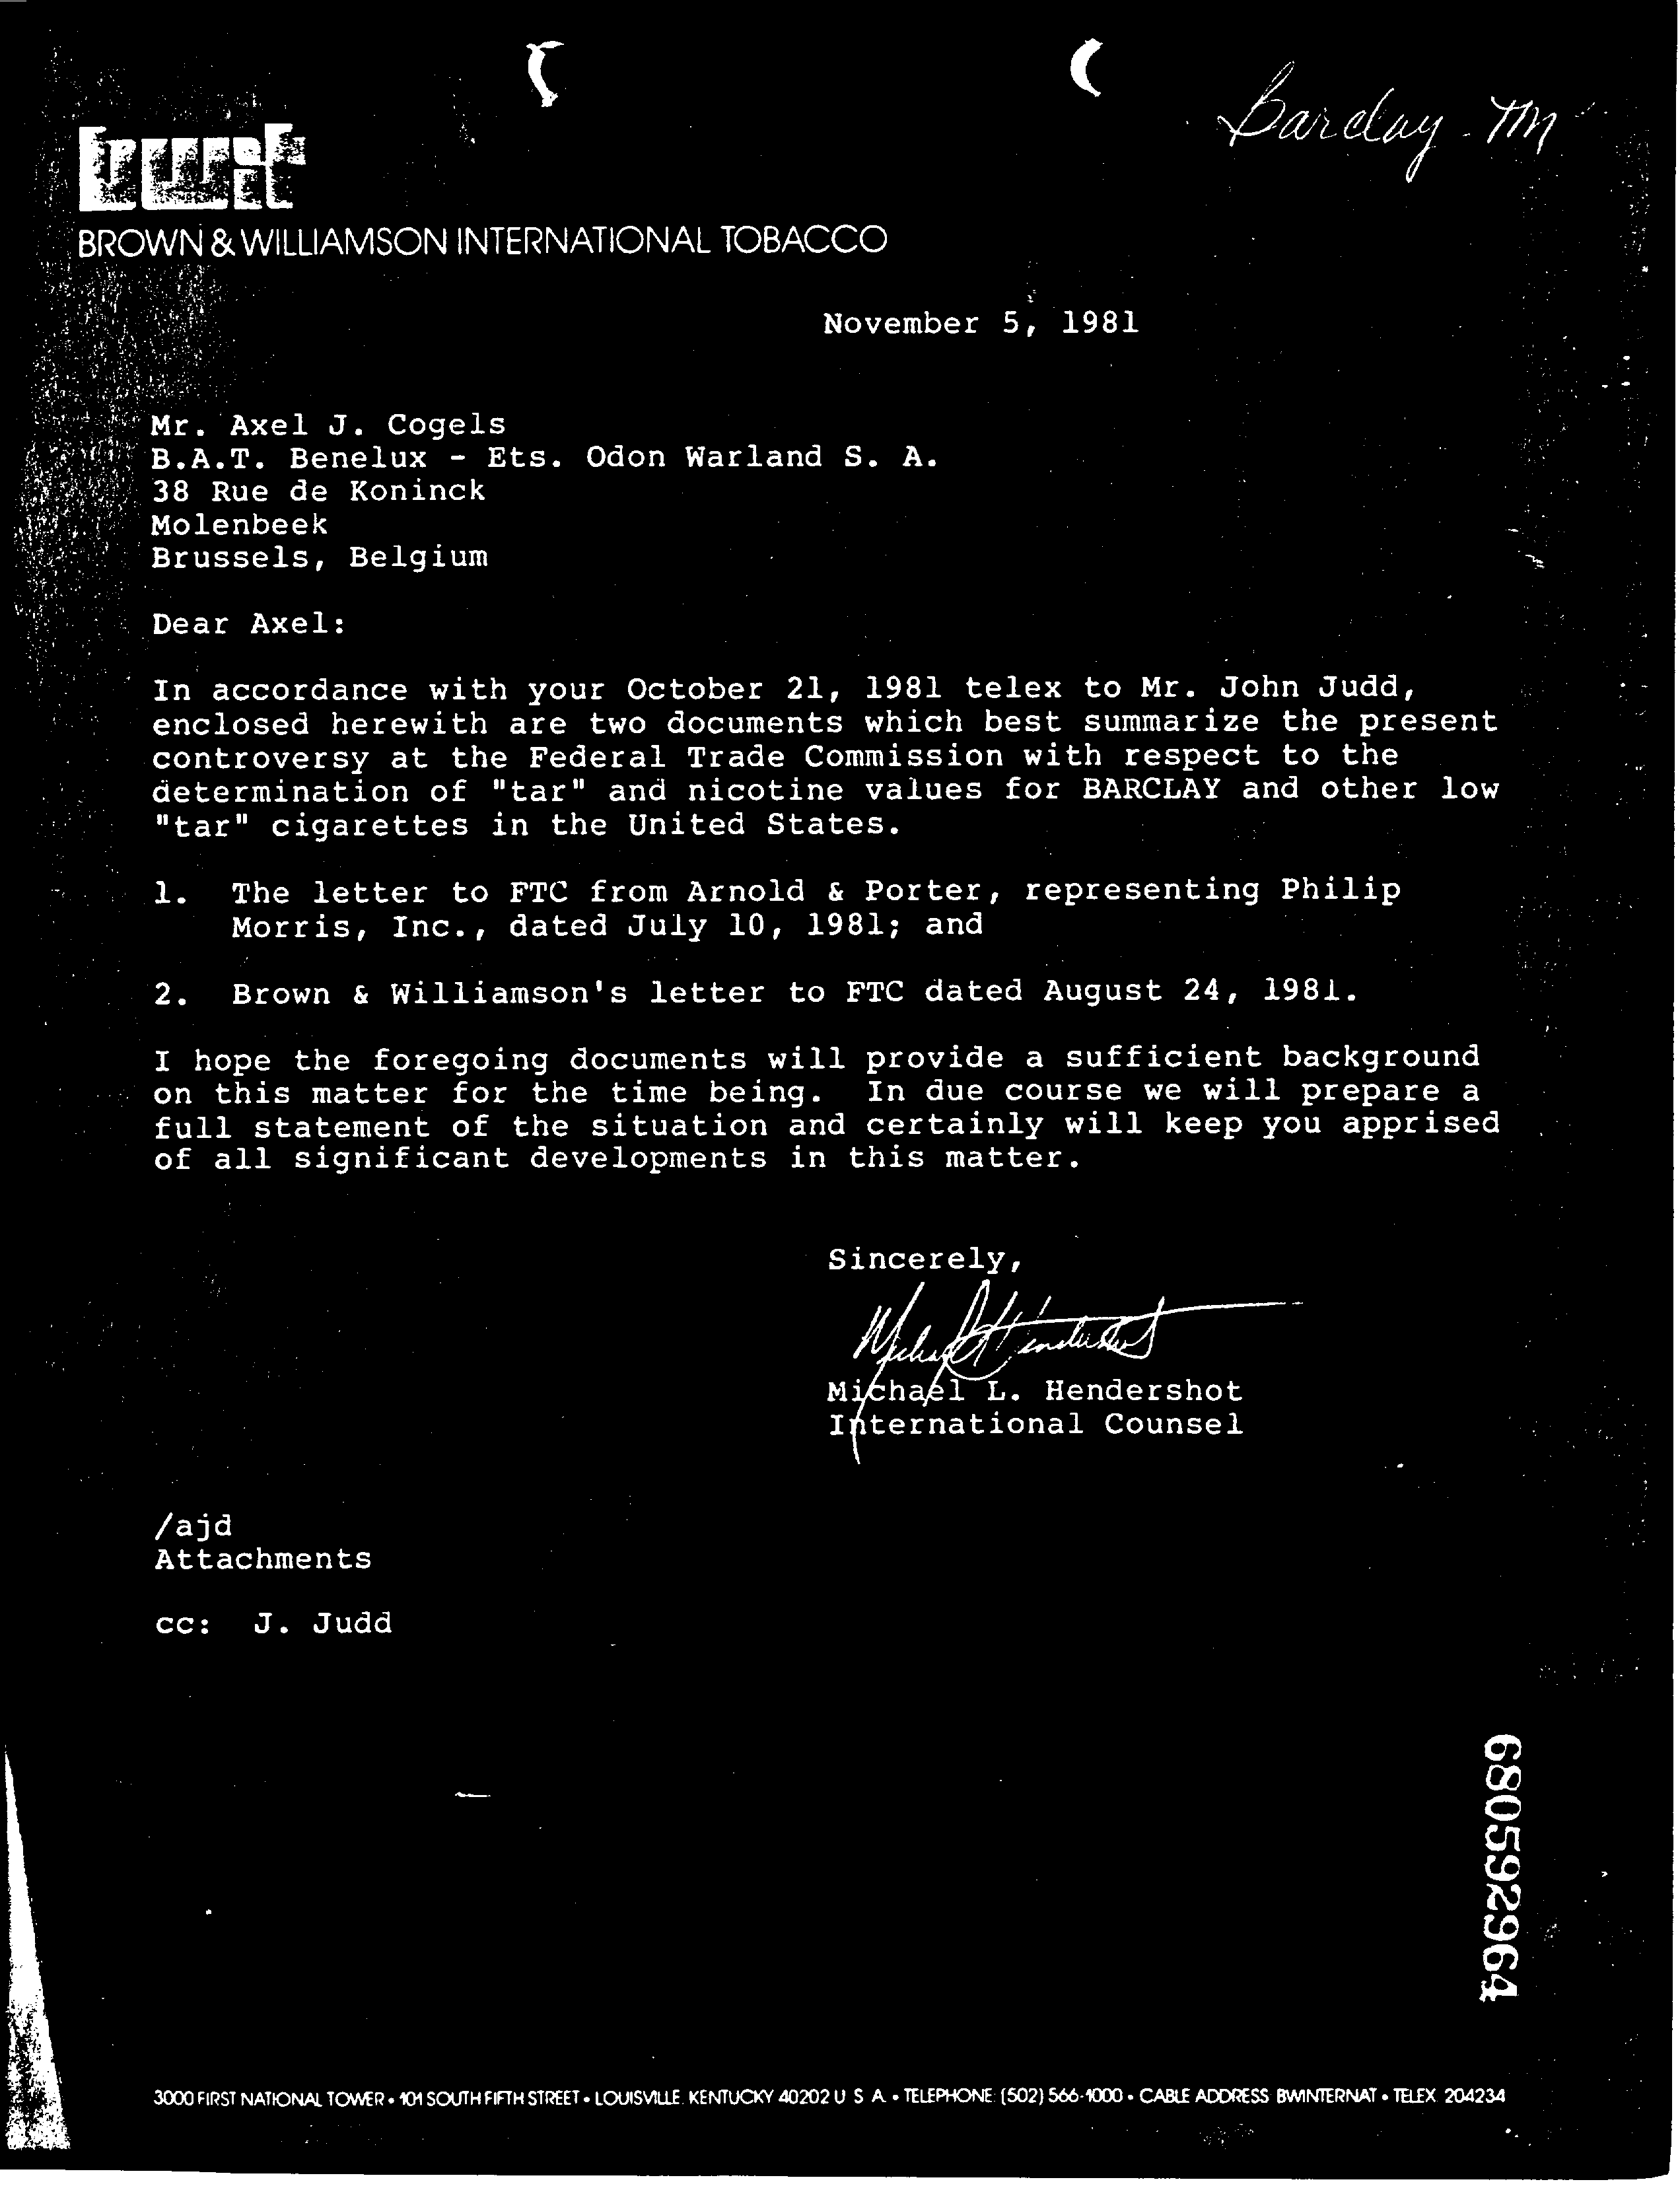 Barclay - M
bwit
BROWN & WILLIAMSON INTERNATIONAL TOBACCO
November 5, 1981
Mr. Axel J. Cogels
B.A.T. Benelux - Ets. Odon Warland S. A.
38 Rue de Koninck
Molenbeek
Brussels, Belgium
Dear Axel:
In accordance with your October 21, 1981 telex to Mr. John Judd,
enclosed herewith are two documents which best summarize the present
controversy at the Federal Trade Commission with respect to the
determination of "tar" and nicotine values for BARCLAY and other low
"tar" cigarettes in the United States.
1. The letter to FTC from Arnold & Porter, representing Philip
Morris, Inc., dated July 10, 1981; and
2. Brown & Williamson's letter to FTC dated August 24, 1981.
I hope the foregoing documents will provide a sufficient background
on this matter for the time being. In due course we will prepare a
full statement of the situation and certainly will keep you apprised
of all significant developments in this matter.
Sincerely,
Michael L. Hendershot
International Counsel
/ajd
Attachments
cc: J. Judd
680592964
3000 FIRST NATIONAL TOWER • 101 SOUTH FIFTH STREET • LOUISVILLE. KENTUCKY 40202 U S A • TELEPHONE: (502) 566-1000 • CABLE ADDRESS BWINTERNAT • TELEX 204234